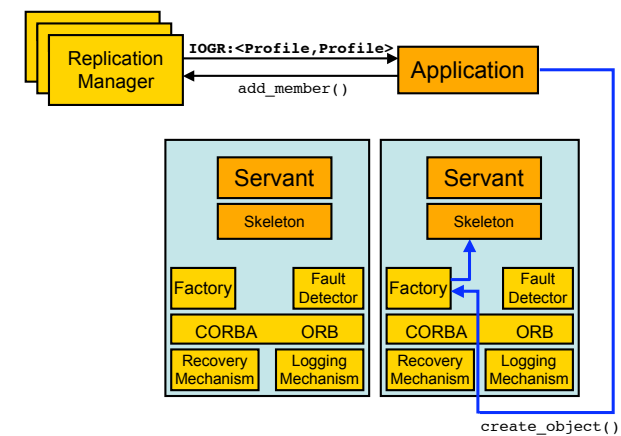 IOGR:<Profile,Profile>
Replication
Manager
Application
add_member()
Servant
Servant
Skeleton
Skeleton
Factory
Fault
Detector
Factory
Fault
Detector
CORBA ORB
CORBA ORB
Recovery
Mechanism
Logging
Mechanism
Recovery
Mechanism
Logging
Mechanism
create_object()